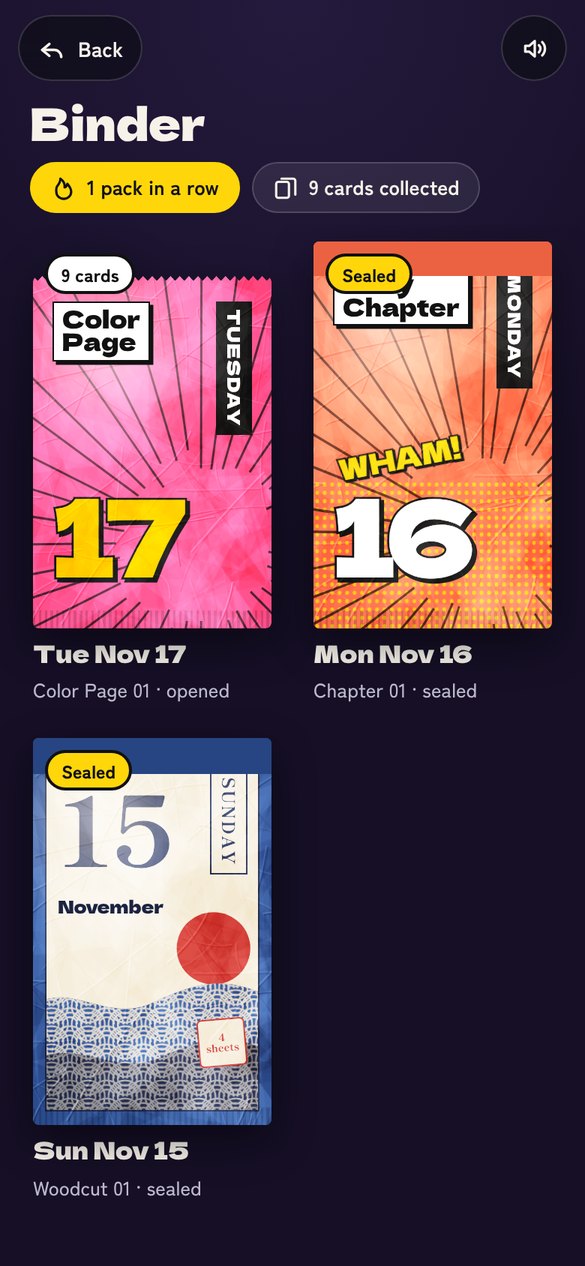 Back
Binder
1 pack in a row
9 cards collected
9 cards
Color
Page
TUESDAY
17
Tue Nov 17
Color Page 01 · opened
Sealed
Chapter
MONDAY
WHAM!
16
Mon Nov 16
Chapter 01 · sealed
Sealed
15
SUNDAY
November
4
sheets
Sun Nov 15
Woodcut 01 · sealed